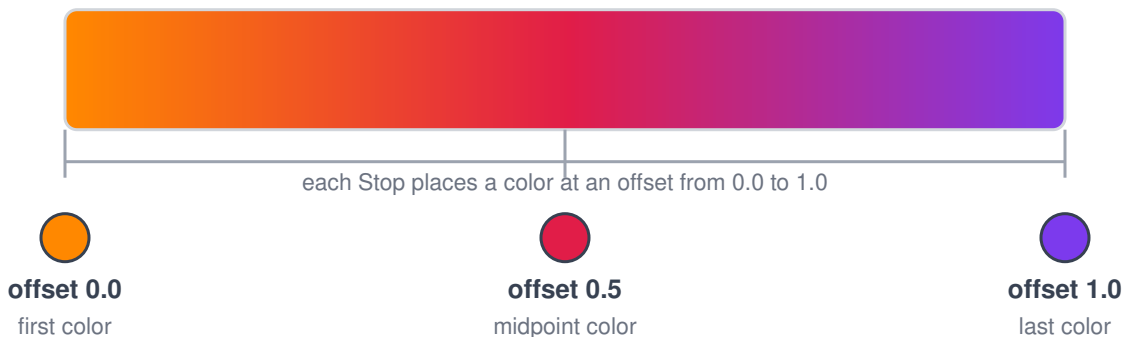 each Stop places a color at an offset from 0.0 to 1.0
offset 0.0
offset 0.5
offset 1.0
first color
midpoint color
last color